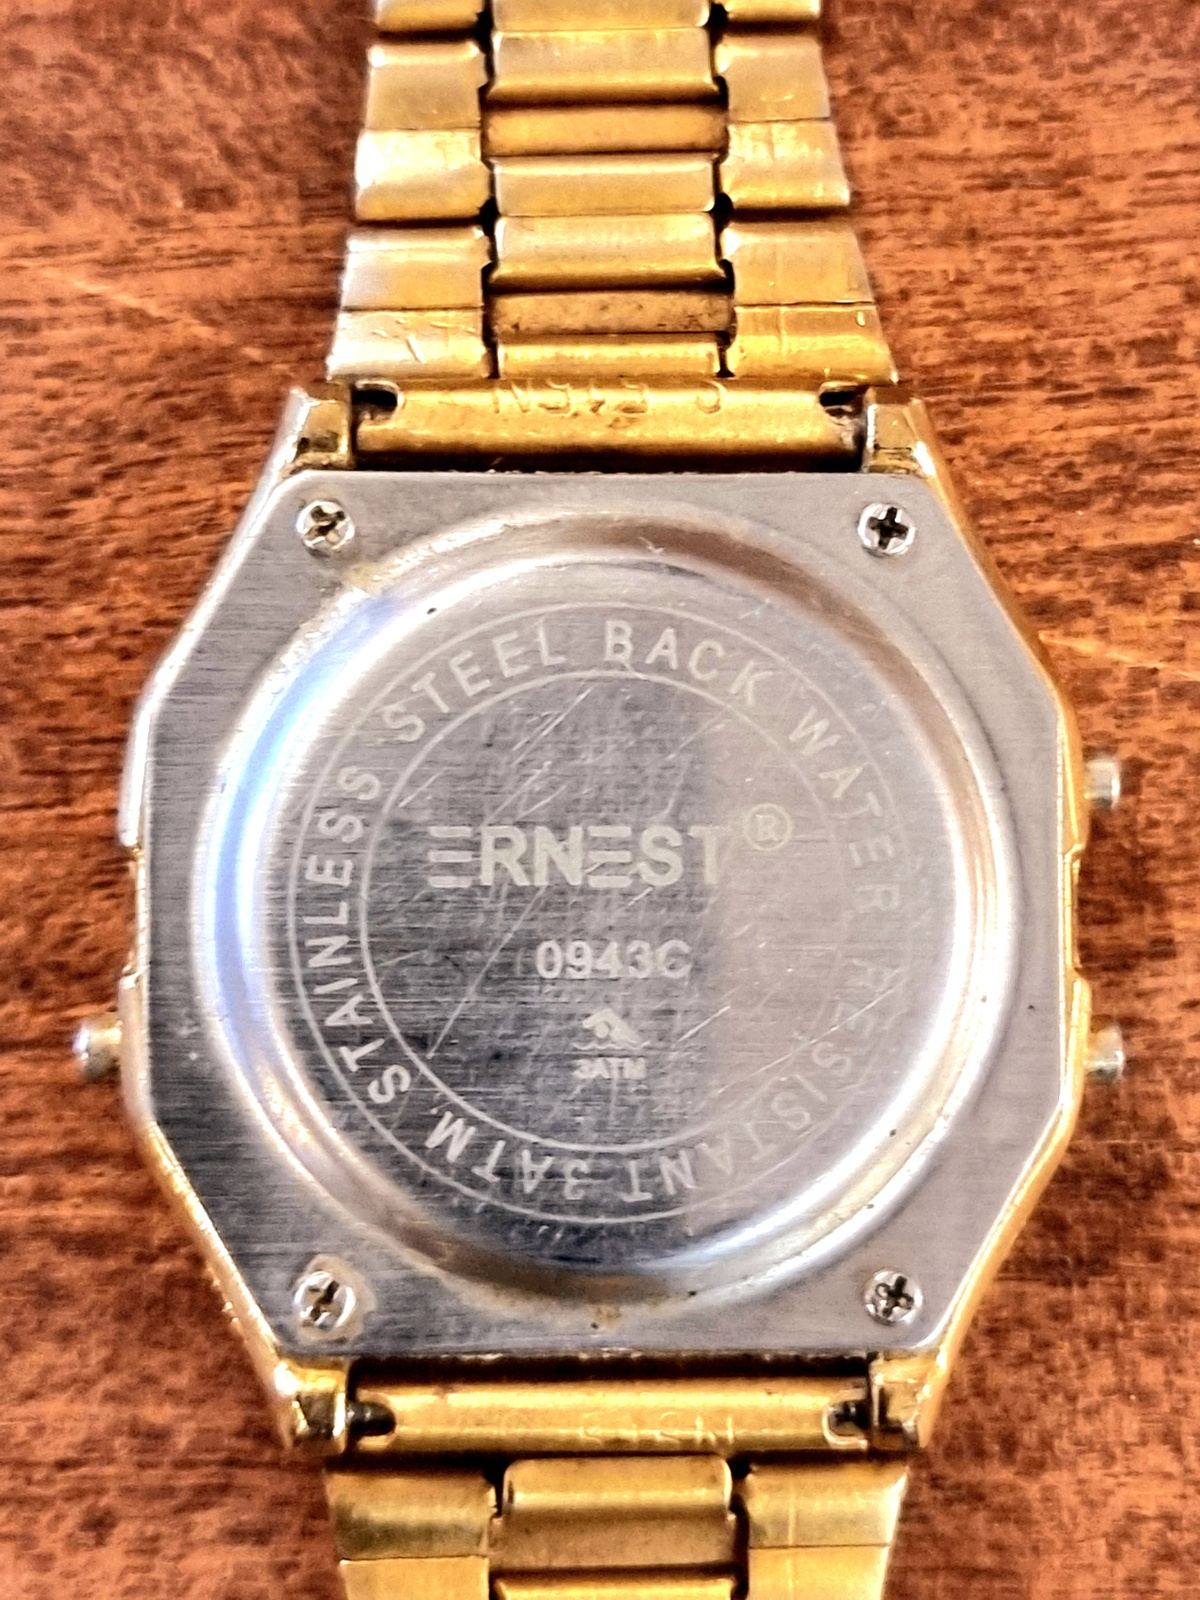 STAINLESS STEEL BACK WATER RESISTANT 3ATM
ERNEST®
0943C
3ATM